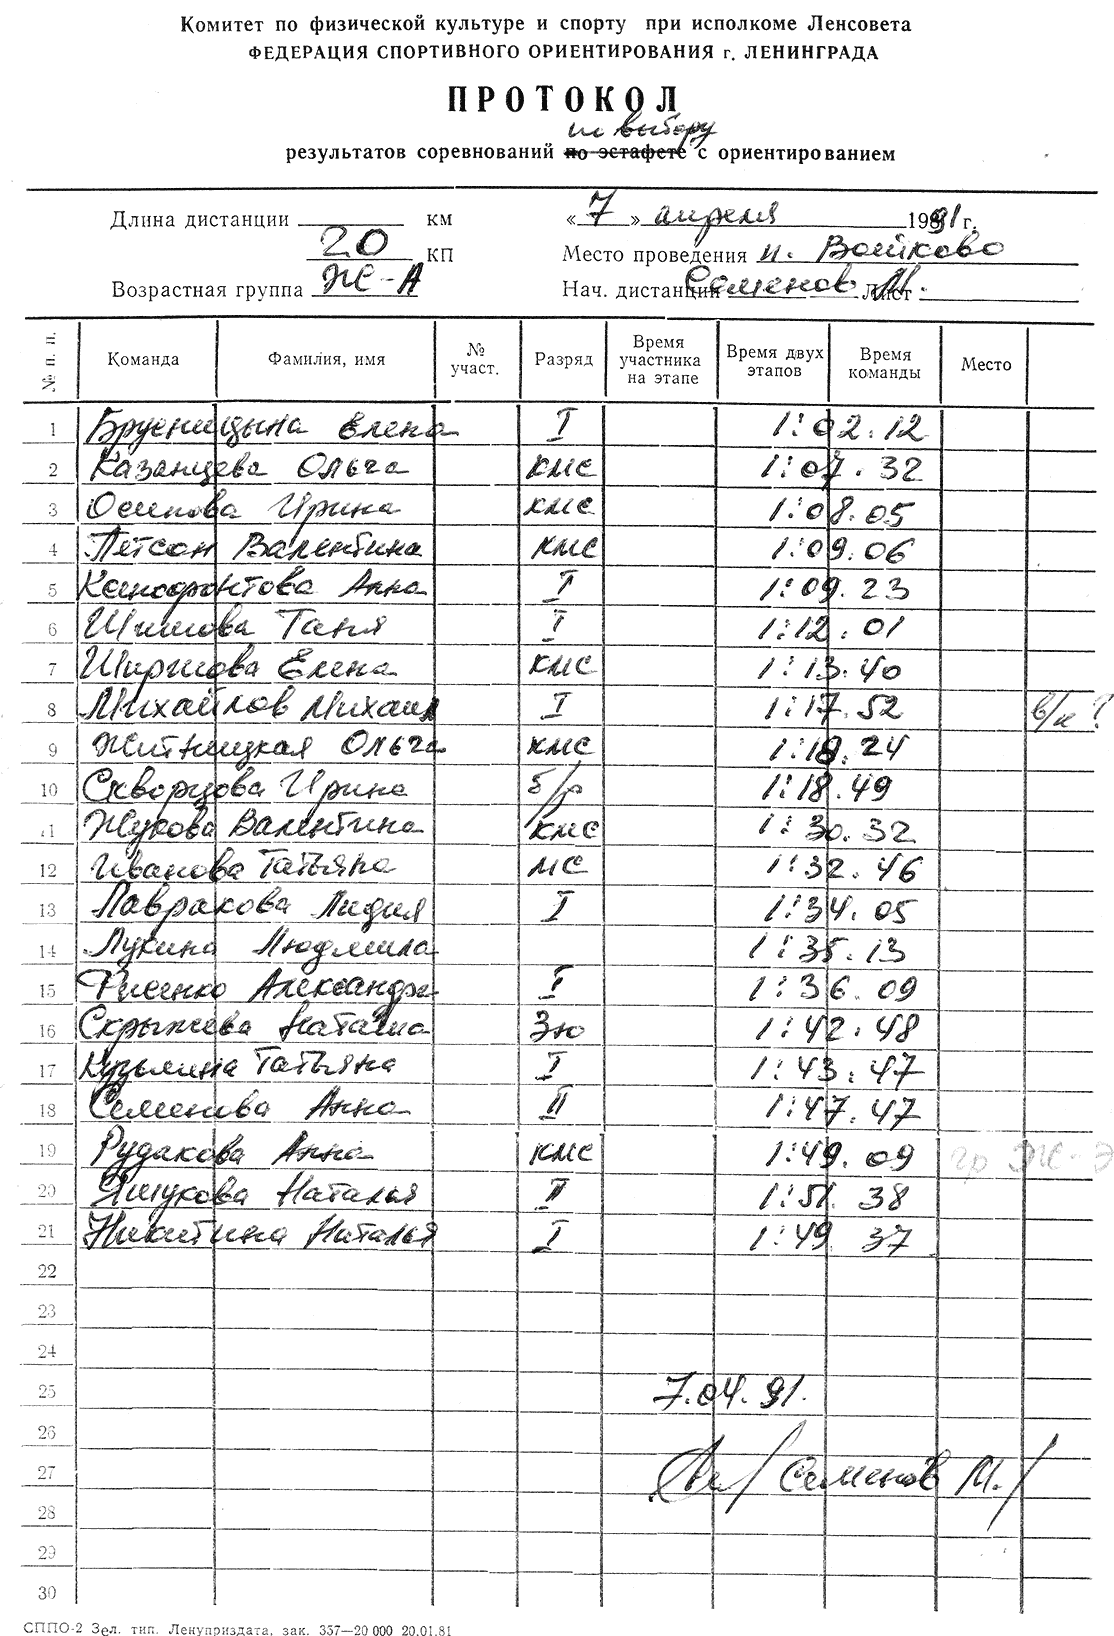 Комитет по физической культуре и спорту при исполкоме Ленсовета
ФЕДЕРАЦИЯ СПОРТИВНОГО ОРИЕНТИРОВАНИЯ г. ЛЕНИНГРАДА
ПРОТОКОЛ
по выбору
результатов соревнований по эстафете с ориентированием
Длина дистанции км «7» апреля 1991 г.
20 КП Место проведения п. Войково
Возрастная группа Ж-А Нач. дистанции Семенов М. Лист
№ п. п. Команда Фамилия, имя № участ. Разряд Время участника на этапе Время двух этапов Время команды Место
1 Брусницына Елена I 1:02.12
2 Казанцева Ольга кмс 1:07.32
3 Осипова Ирина кмс 1:08.05
4 Петсон Валентина кмс 1:09.06
5 Ксенофонтова Анна I 1:09.23
6 Шишова Таня I 1:12.01
7 Ширшова Елена кмс 1:13.40
8 Михайлов Михаил I 1:17.52 в/к?
9 Житницкая Ольга кмс 1:18.24
10 Скворцова Ирина б/р 1:18.49
11 Жукова Валентина кмс 1:30.32
12 Иванова Татьяна мс 1:32.46
13 Лавракова Лидия I 1:34.05
14 Лукина Людмила 1:35.13
15 Фисенко Александра I 1:36.09
16 Скрыжева Наташа 3ю 1:42.48
17 Кузьмина Татьяна I 1:43.47
18 Семенова Анна II 1:47.47
19 Рудакова Анна кмс 1:49.09 гр Ж-Э
20 Яшукова Наталья II 1:51.38
21 Никитина Наталья I 1:49 37
22
23
24
25 7.04.91.
26
27 Семенов М.
28
29
30
СППО-2 Зел. тип. Ленуприздата, зак. 357—20 000 20.01.81